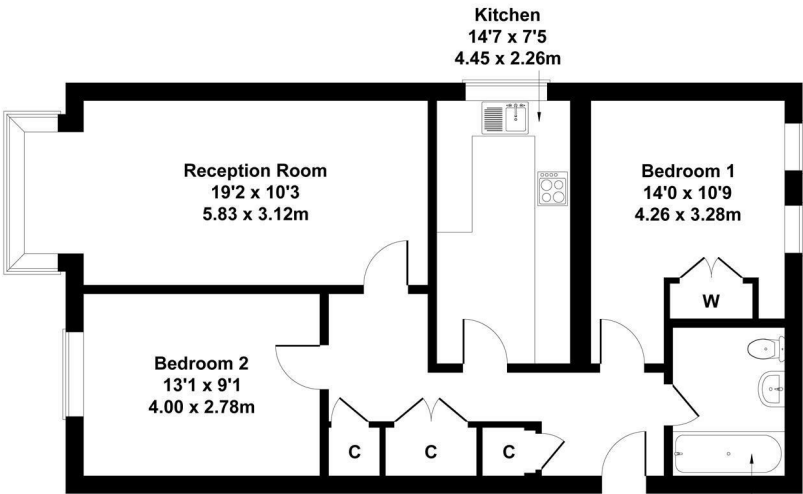 Kitchen
14'7 x 7'5
4.45 x 2.26m
Reception Room
19'2 x 10'3
5.83 x 3.12m
Bedroom 1
14'0 x 10'9
4.26 x 3.28m
W
Bedroom 2
13'1 x 9'1
4.00 x 2.78m
C
C
C